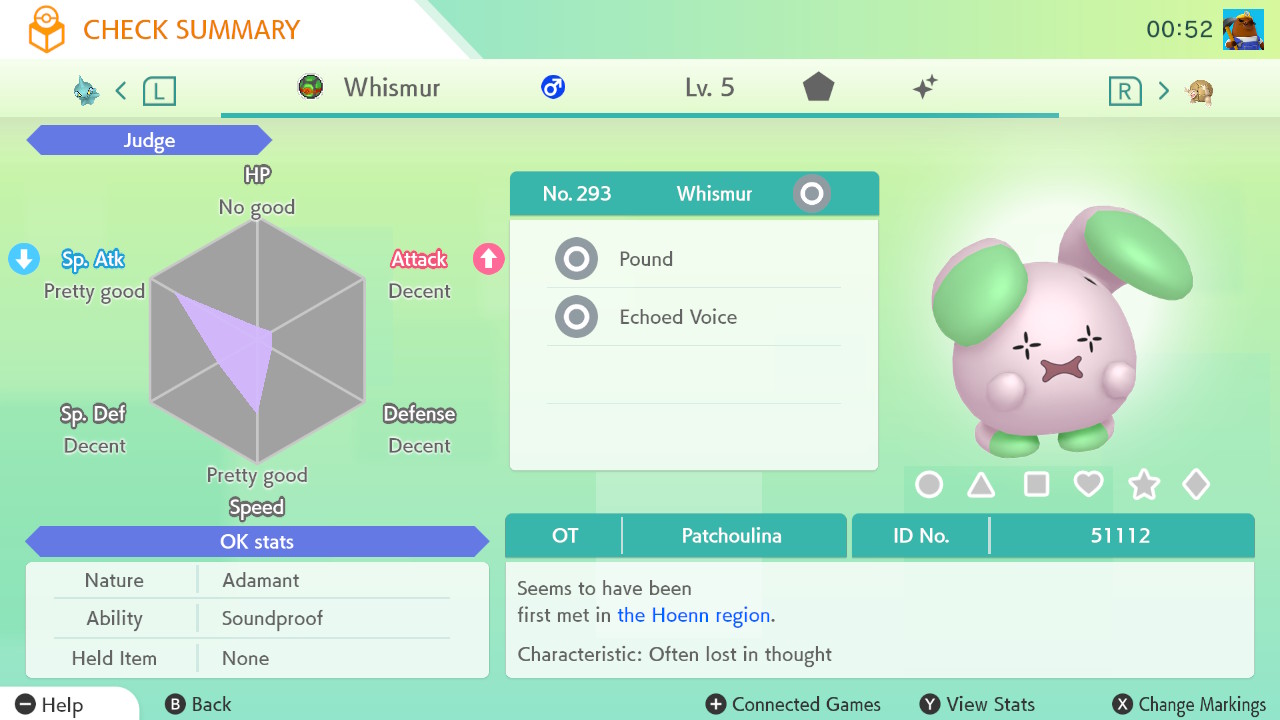 CHECK SUMMARY
00:52
L
Whismur
Lv. 5
R
Judge
HP
No good
Sp. Atk
Pretty good
Attack
Decent
Sp. Def
Decent
Defense
Decent
Pretty good
Speed
OK stats
Nature Adamant
Ability Soundproof
Held Item None
No. 293 Whismur
Pound
Echoed Voice
OT Patchoulina ID No. 51112
Seems to have been
first met in the Hoenn region.
Characteristic: Often lost in thought
Help
B Back
Connected Games
Y View Stats
X Change Markings